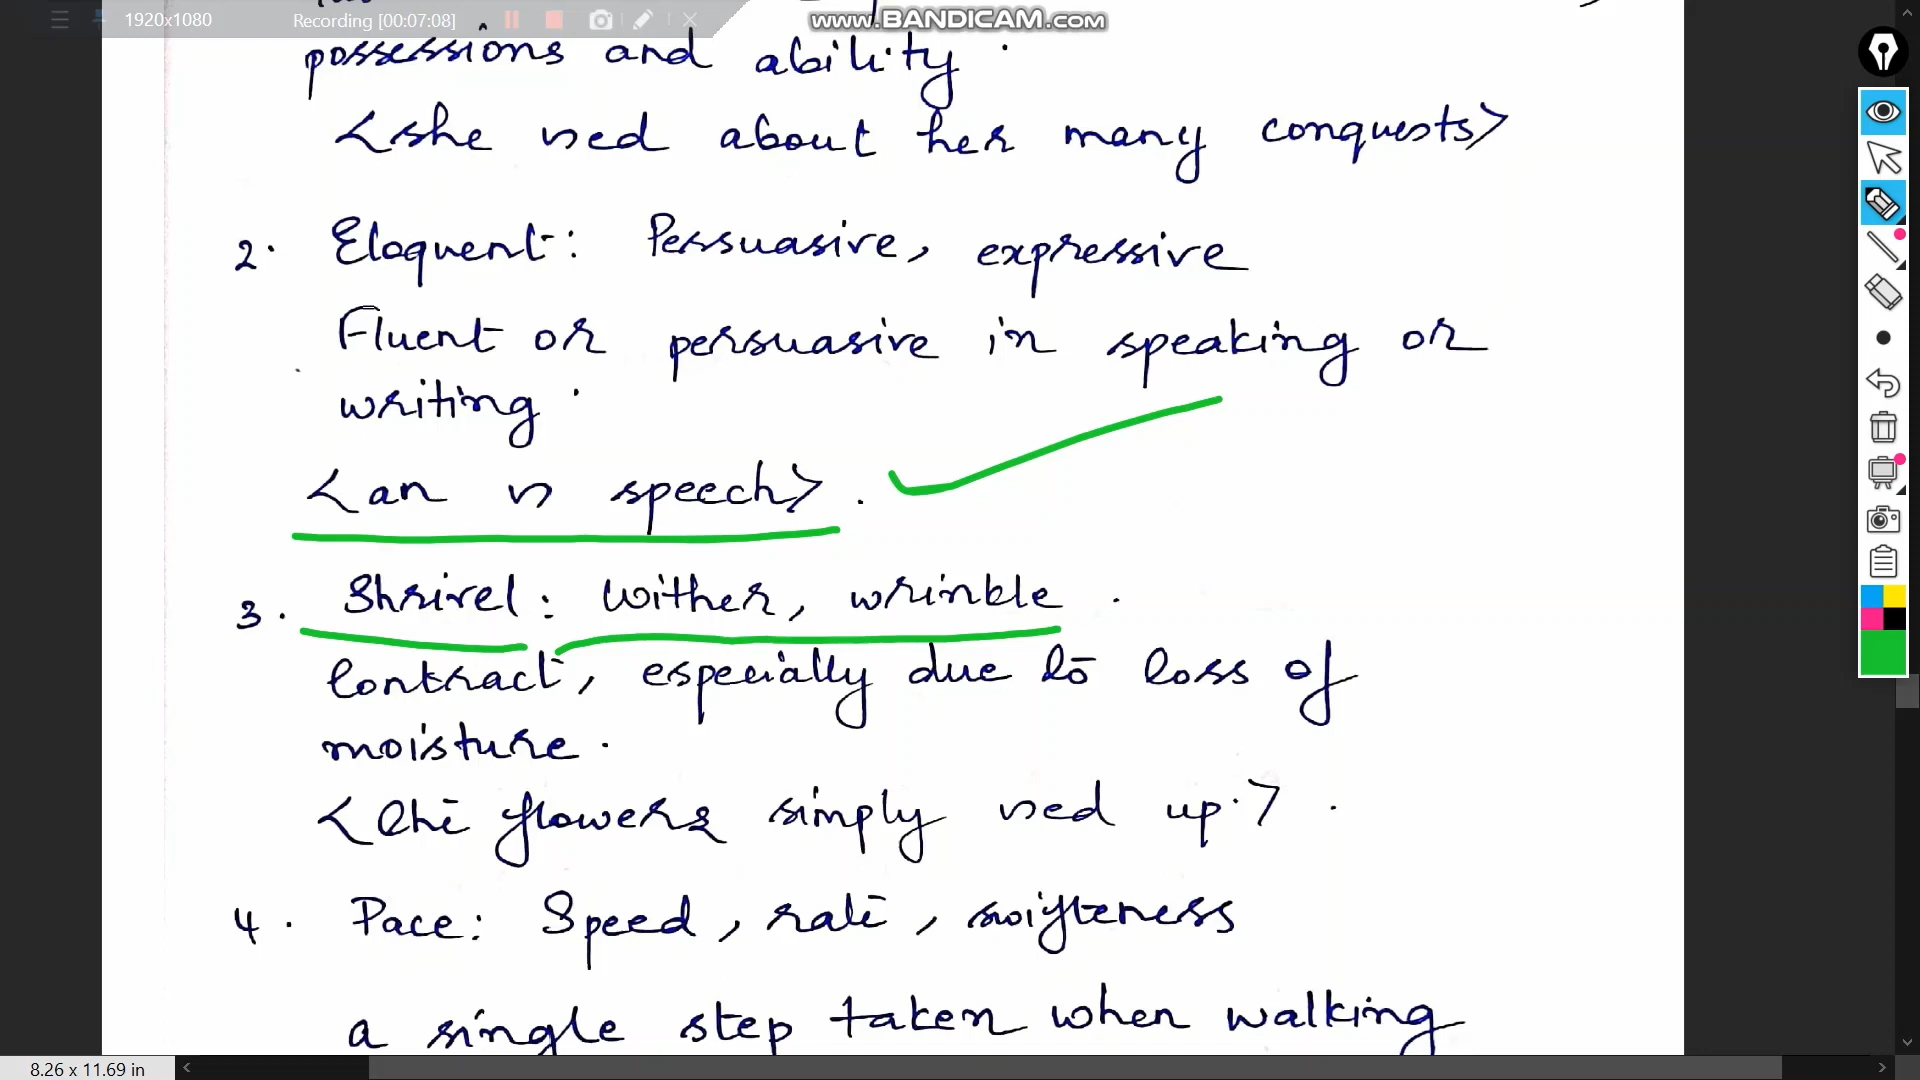 1920x1080 Recording [00:07:08]
www.BANDICAM.com
possessions and ability.
<she ~ed about her many conquests>
2. Eloquent: Persuasive, expressive
Fluent or persuasive in speaking or
writing.
<an ~ speech>.
3. Shrivel: Wither, wrinkle.
Contract, especially due to loss of
moisture.
<The flowers simply ~ed up.>.
4. Pace: Speed, rate, swifteness
a single step taken when walking
8.26 x 11.69 in